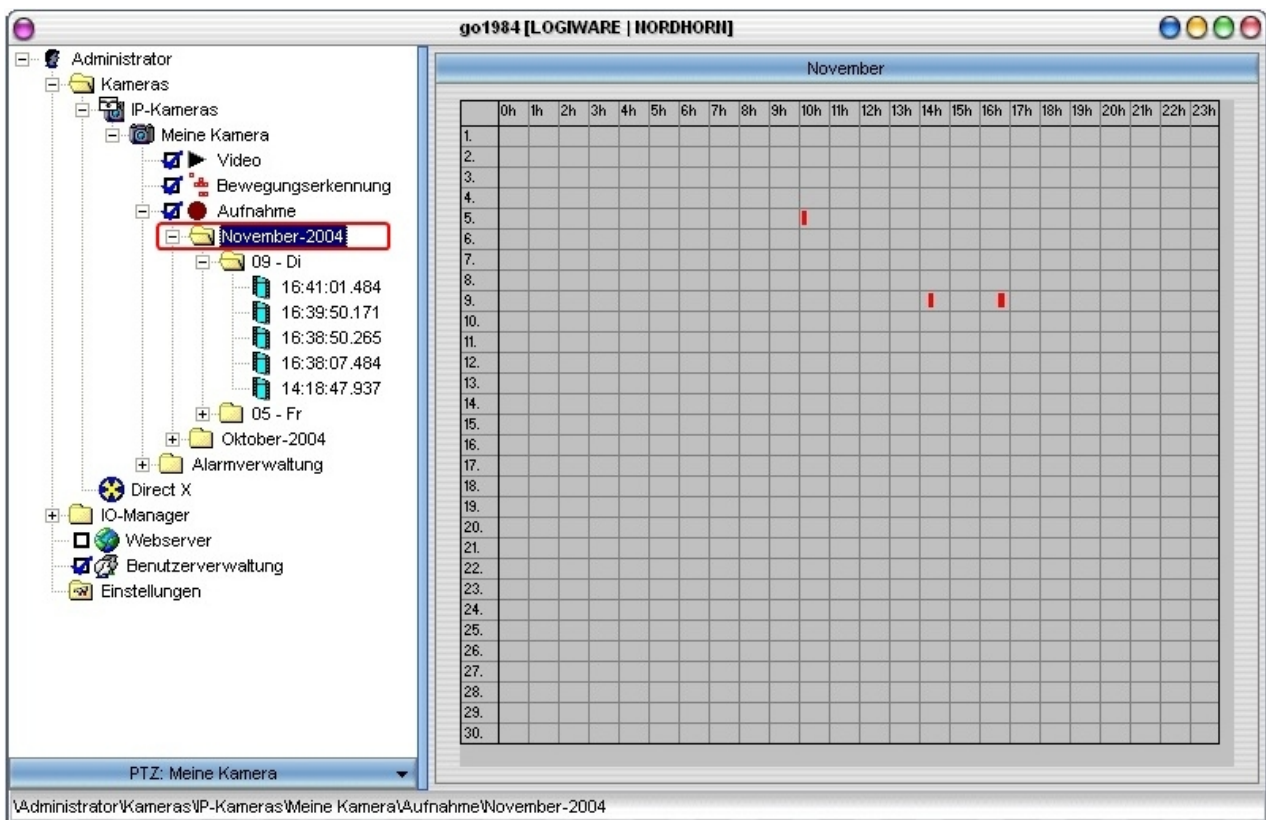 go1984 [LOGIWARE | NORDHORN]
Administrator
Kameras
IP-Kameras
Meine Kamera
Video
Bewegungserkennung
Aufnahme
November-2004
09 - Di
16:41:01.484
16:39:50.171
16:38:50.265
16:38:07.484
14:18:47.937
05 - Fr
Oktober-2004
Alarmverwaltung
Direct X
IO-Manager
Webserver
Benutzerverwaltung
Einstellungen
PTZ: Meine Kamera
November
0h 1h 2h 3h 4h 5h 6h 7h 8h 9h 10h 11h 12h 13h 14h 15h 16h 17h 18h 19h 20h 21h 22h 23h
1.
2.
3.
4.
5.
6.
7.
8.
9.
10.
11.
12.
13.
14.
15.
16.
17.
18.
19.
20.
21.
22.
23.
24.
25.
26.
27.
28.
29.
30.
\Administrator\Kameras\IP-Kameras\Meine Kamera\Aufnahme\November-2004